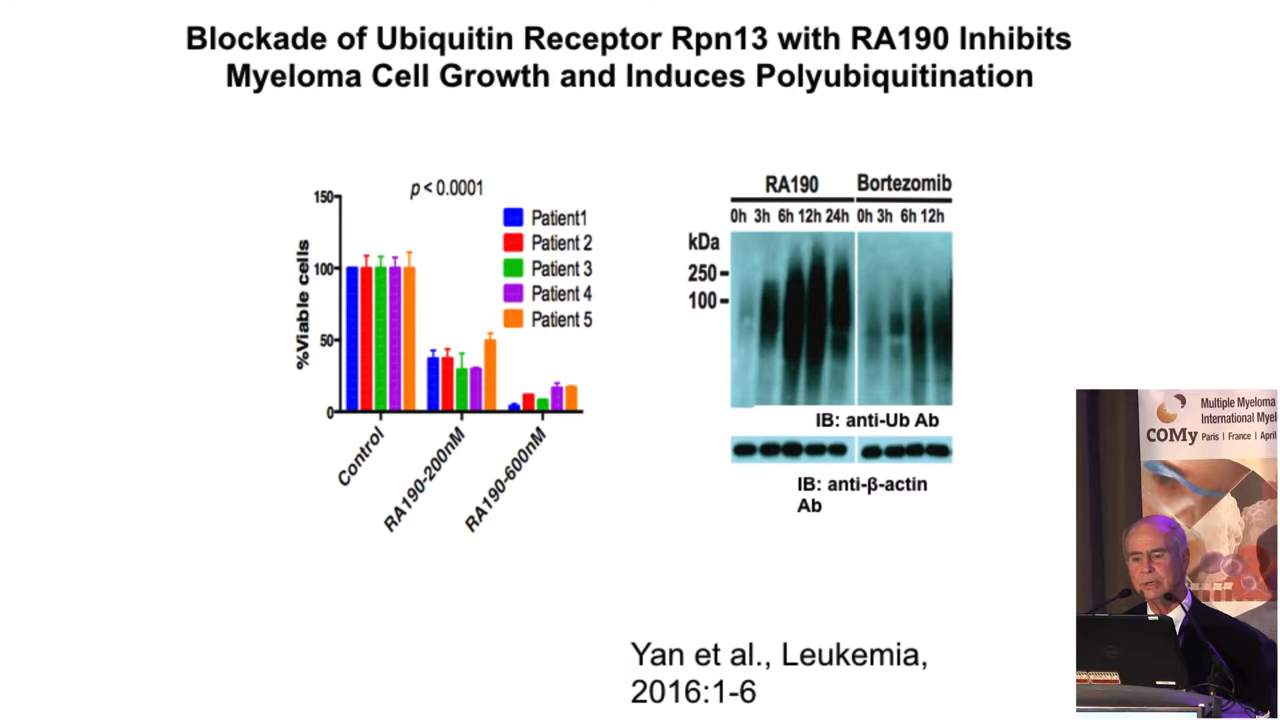 Blockade of Ubiquitin Receptor Rpn13 with RA190 Inhibits
Myeloma Cell Growth and Induces Polyubiquitination
p < 0.0001
%Viable cells
150
100
50
0
Patient1
Patient 2
Patient 3
Patient 4
Patient 5
Control
RA190-200nM
RA190-600nM
RA190 Bortezomib
0h 3h 6h 12h 24h 0h 3h 6h 12h
kDa
250
100
IB: anti-Ub Ab
IB: anti-β-actin
Ab
Yan et al., Leukemia,
2016:1-6
COMy
Multiple Myeloma
International
Paris | France | April